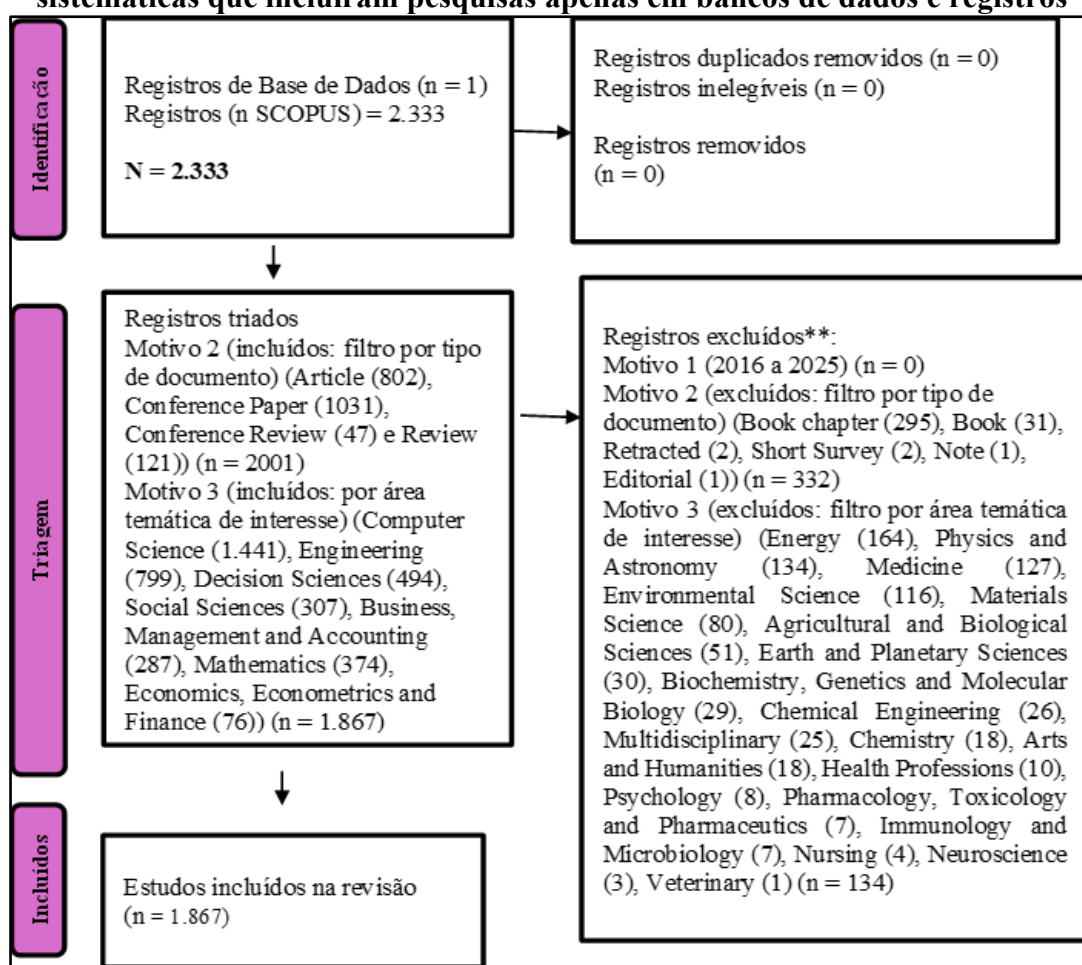 sistemáticas que incluíram pesquisas apenas em bancos de dados e registros
Identificação
Registros de Base de Dados (n = 1)
Registros (n SCOPUS) = 2.333
N = 2.333
Registros duplicados removidos (n = 0)
Registros inelegíveis (n = 0)
Registros removidos
(n = 0)
Triagem
Registros triados
Motivo 2 (incluídos: filtro por tipo
de documento) (Article (802),
Conference Paper (1031),
Conference Review (47) e Review
(121)) (n = 2001)
Motivo 3 (incluídos: por área
temática de interesse) (Computer
Science (1.441), Engineering
(799), Decision Sciences (494),
Social Sciences (307), Business,
Management and Accounting
(287), Mathematics (374),
Economics, Econometrics and
Finance (76)) (n = 1.867)
Registros excluídos**:
Motivo 1 (2016 a 2025) (n = 0)
Motivo 2 (excluídos: filtro por tipo de
documento) (Book chapter (295), Book (31),
Retracted (2), Short Survey (2), Note (1),
Editorial (1)) (n = 332)
Motivo 3 (excluídos: filtro por área temática
de interesse) (Energy (164), Physics and
Astronomy (134), Medicine (127),
Environmental Science (116), Materials
Science (80), Agricultural and Biological
Sciences (51), Earth and Planetary Sciences
(30), Biochemistry, Genetics and Molecular
Biology (29), Chemical Engineering (26),
Multidisciplinary (25), Chemistry (18), Arts
and Humanities (18), Health Professions (10),
Psychology (8), Pharmacology, Toxicology
and Pharmaceutics (7), Immunology and
Microbiology (7), Nursing (4), Neuroscience
(3), Veterinary (1) (n = 134)
Incluídos
Estudos incluídos na revisão
(n = 1.867)